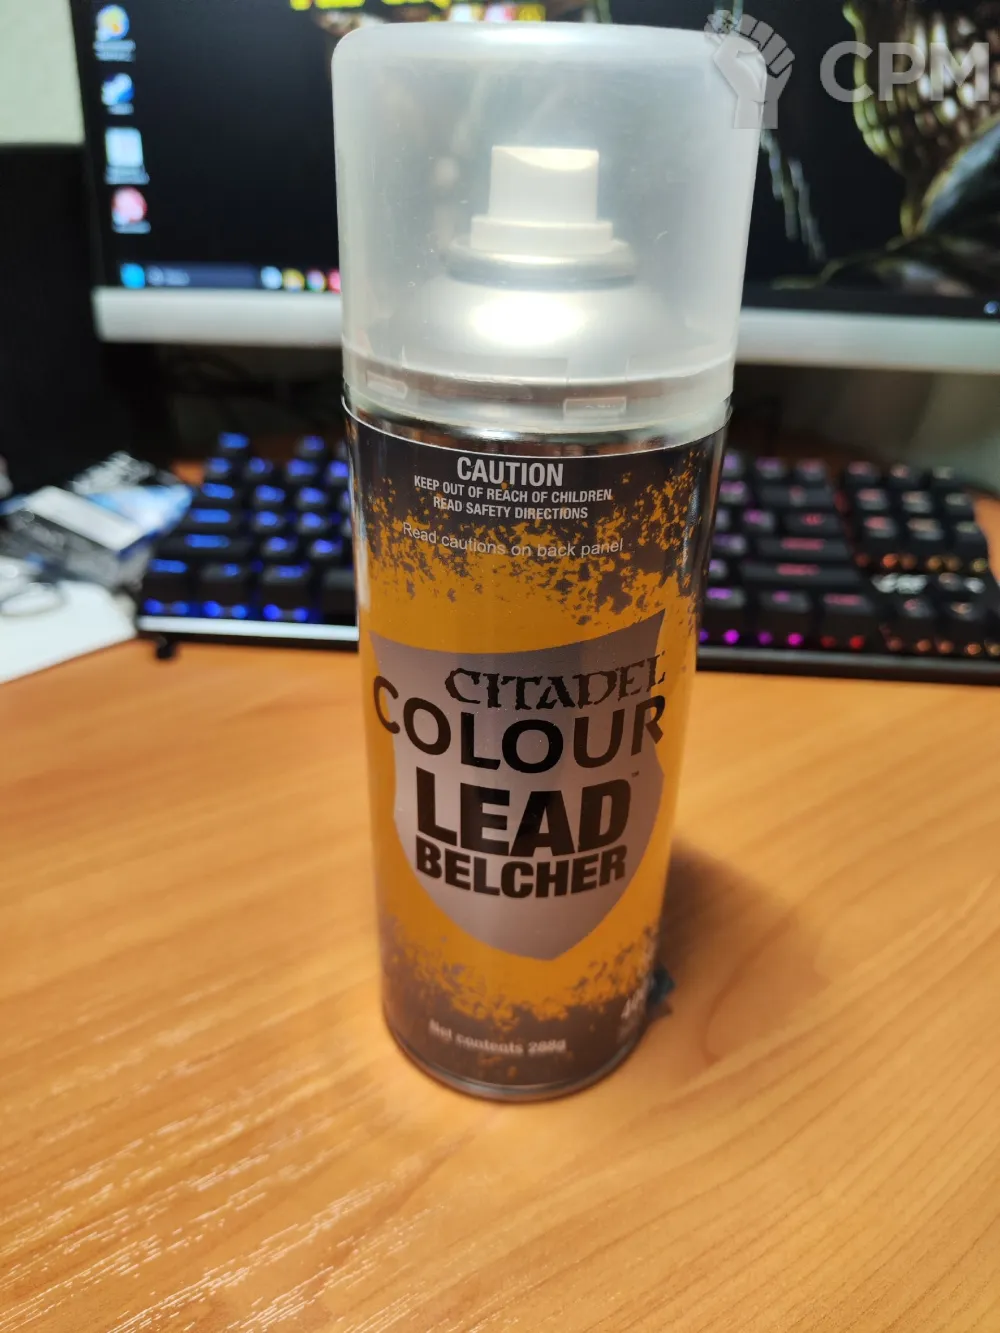 CPM
CAUTION
KEEP OUT OF REACH OF CHILDREN
READ SAFETY DIRECTIONS
Read cautions on back panel
CITADEL
COLOUR
LEAD™
BELCHER
Net contents 288g